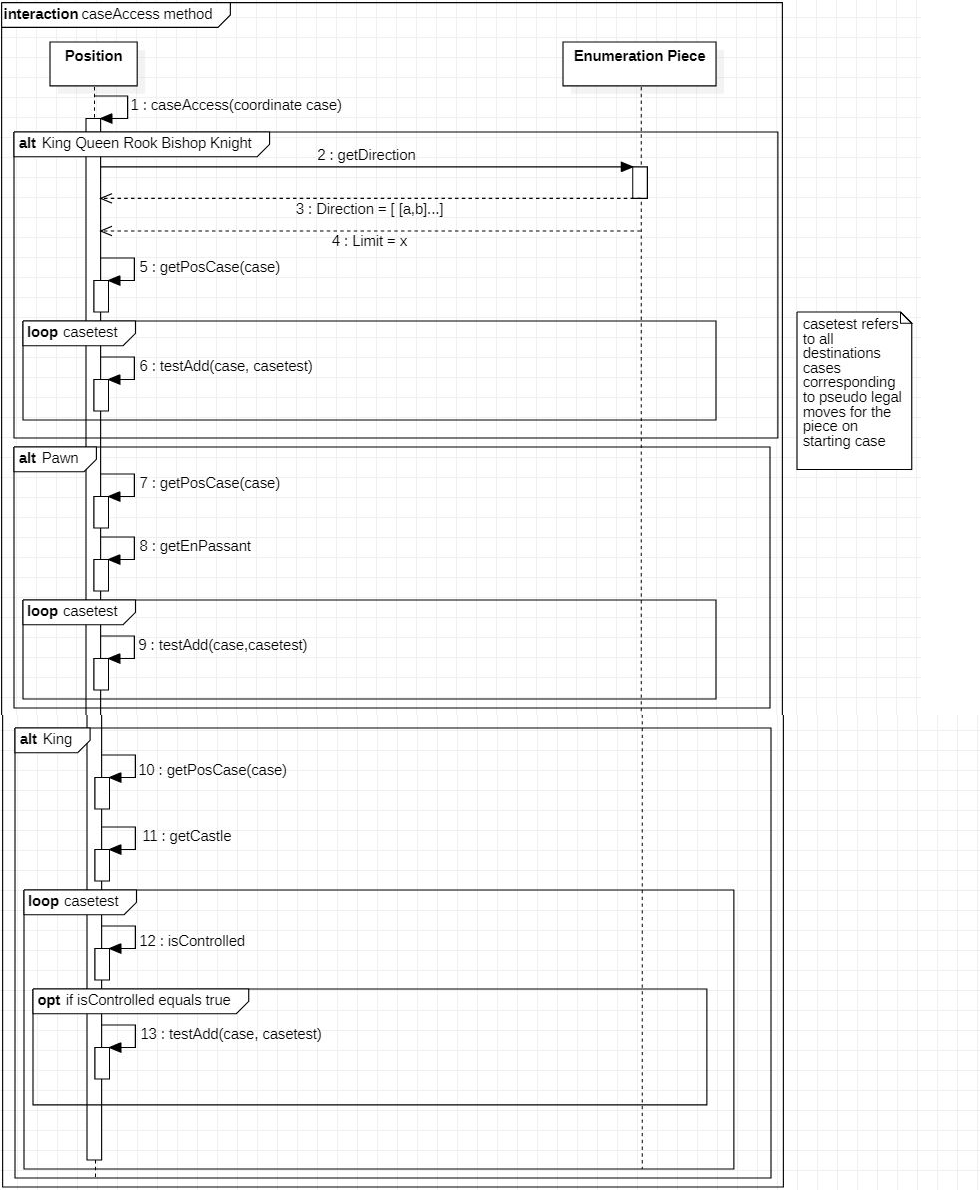 interaction caseAccess method
Position
Enumeration Piece
1 : caseAccess(coordinate case)
alt King Queen Rook Bishop Knight
2 : getDirection
3 : Direction = [ [a,b]...]
4 : Limit = x
5 : getPosCase(case)
loop casetest
6 : testAdd(case, casetest)
casetest refers
to all
destinations
cases
corresponding
to pseudo legal
moves for the
piece on
starting case
alt Pawn
7 : getPosCase(case)
8 : getEnPassant
loop casetest
9 : testAdd(case,casetest)
alt King
10 : getPosCase(case)
11 : getCastle
loop casetest
12 : isControlled
opt if isControlled equals true
13 : testAdd(case, casetest)